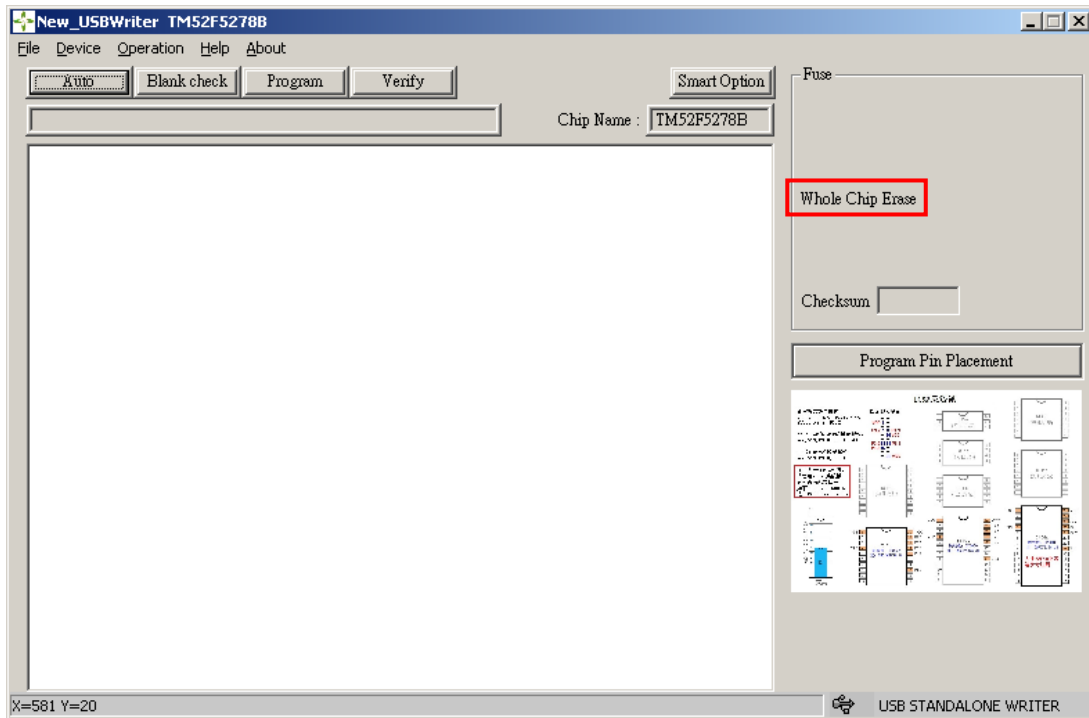 New_USBWriter TM52F5278B
File Device Operation Help About
Auto Blank check Program Verify Smart Option
Chip Name : TM52F5278B
Fuse
Whole Chip Erase
Checksum
Program Pin Placement
X=581 Y=20
USB STANDALONE WRITER